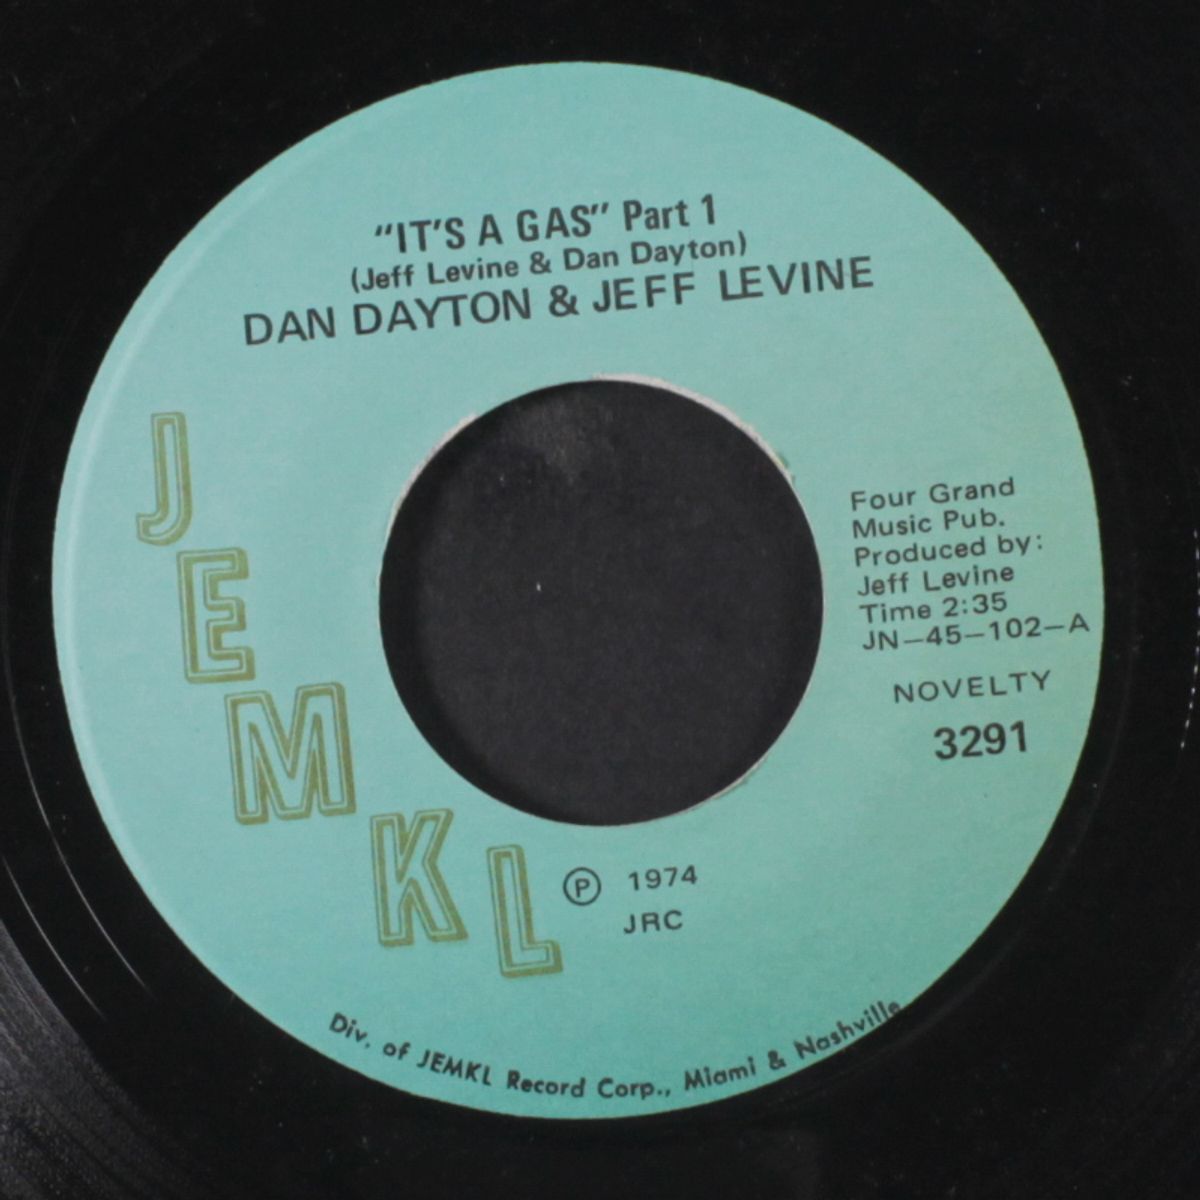 "IT'S A GAS" Part 1
(Jeff Levine & Dan Dayton)
DAN DAYTON & JEFF LEVINE
JEMKL
Four Grand
Music Pub.
Produced by:
Jeff Levine
Time 2:35
JN-45-102-A
NOVELTY
3291
℗ 1974
JRC
Div. of JEMKL Record Corp., Miami & Nashville